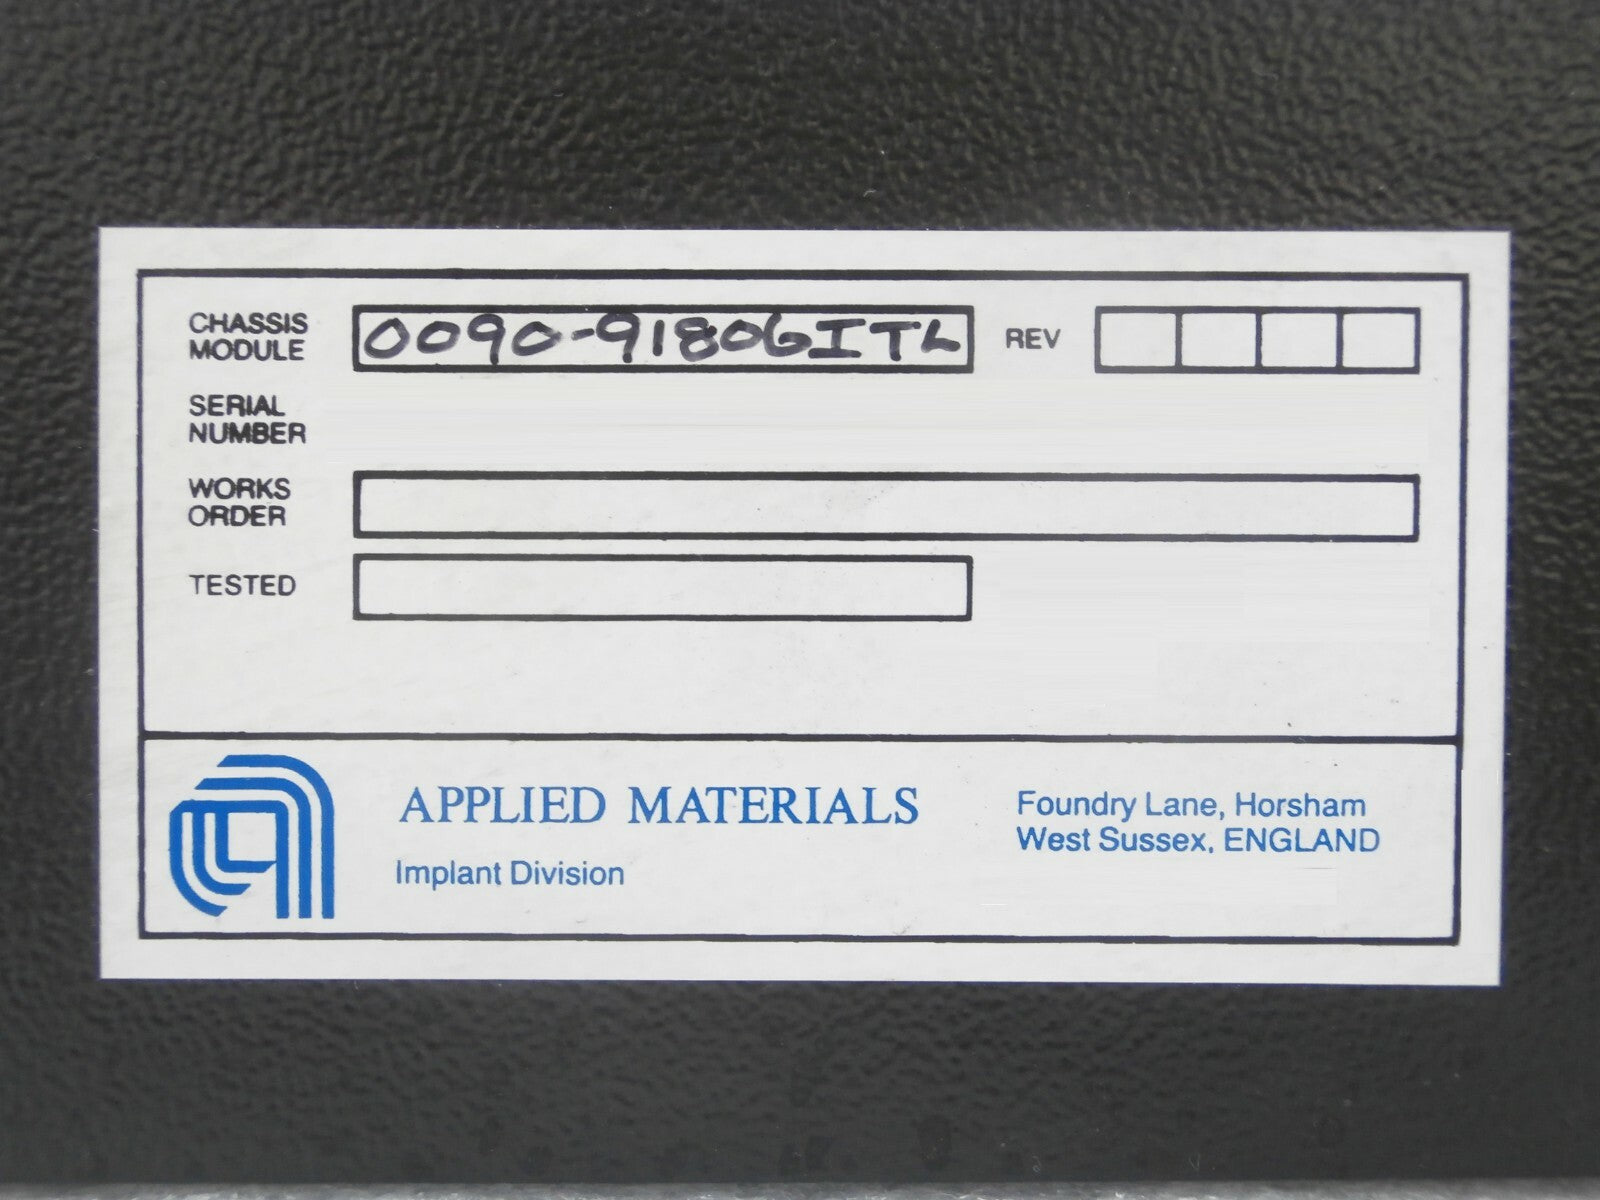 CHASSIS
MODULE
0090-91806ITL
REV
SERIAL
NUMBER
WORKS
ORDER
TESTED
APPLIED MATERIALS
Implant Division
Foundry Lane, Horsham
West Sussex, ENGLAND